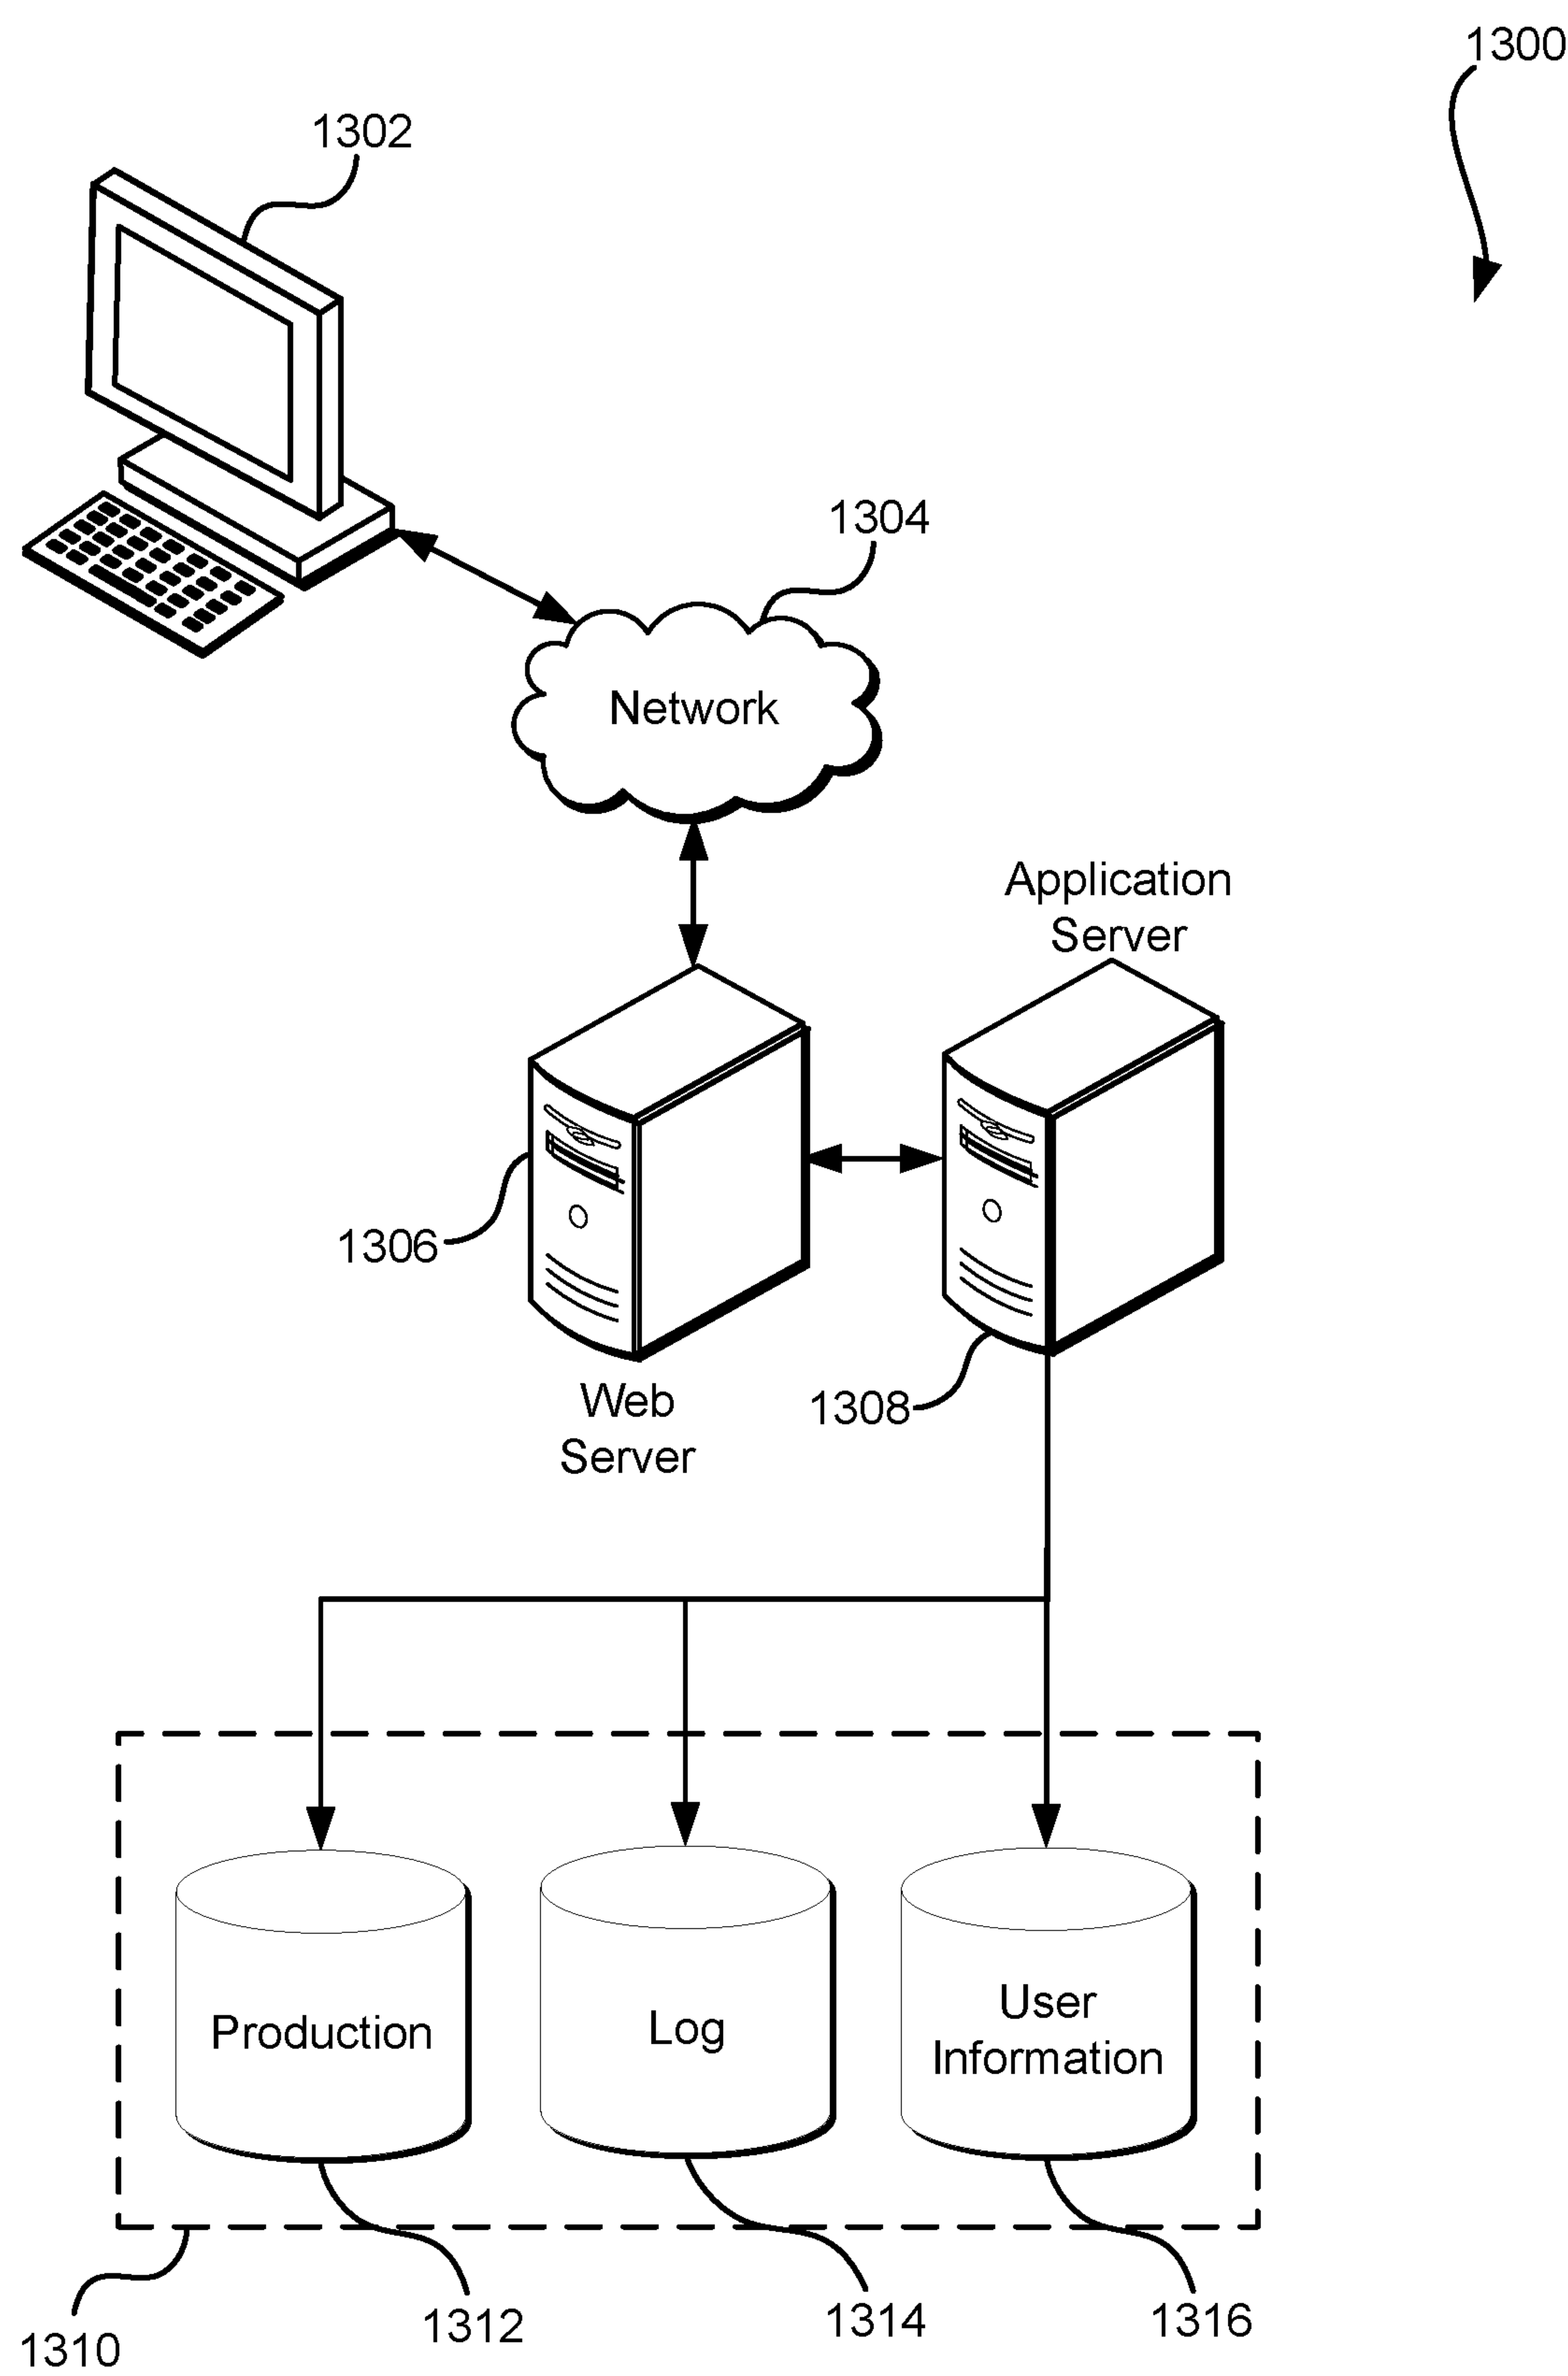 1300
1302
1304
Network
Application
Server
1306
1308
Web
Server
Production
Log
User
Information
1310
1312
1314
1316